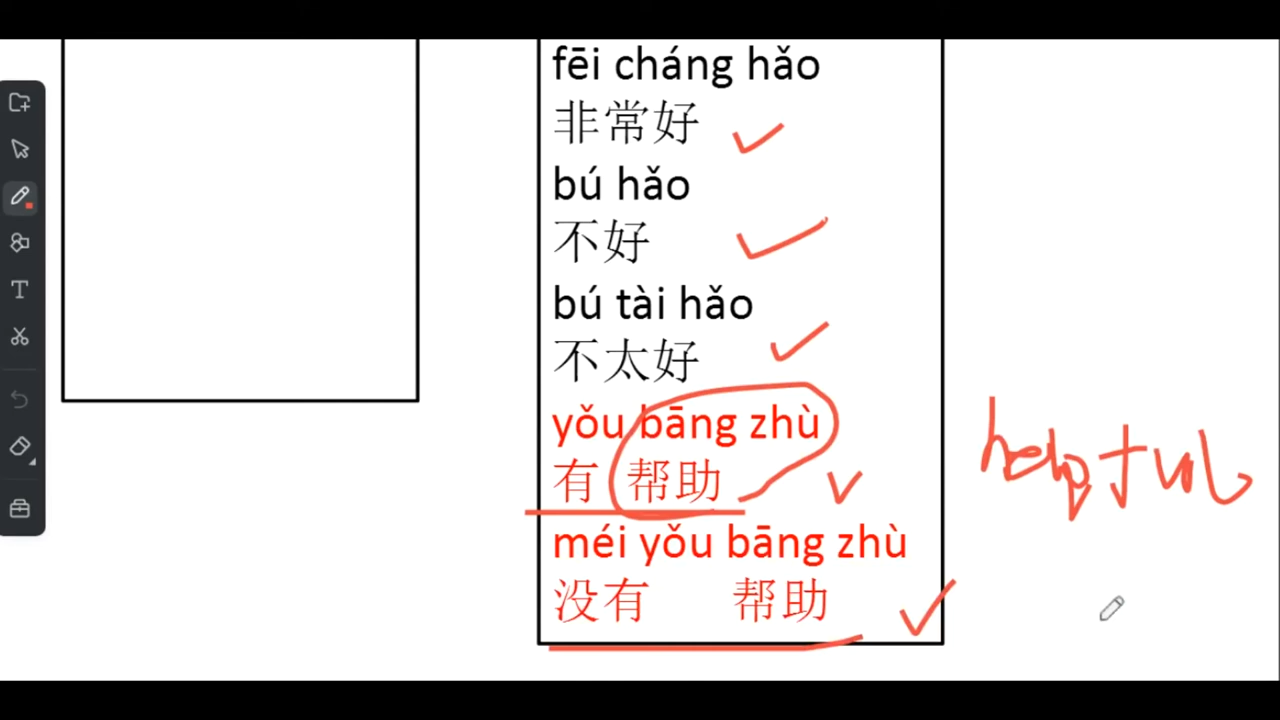 fēi cháng hǎo
非常好
bú hǎo
不好
bú tài hǎo
不太好
yǒu bāng zhù
有 帮助
helpful
méi yǒu bāng zhù
没有 帮助